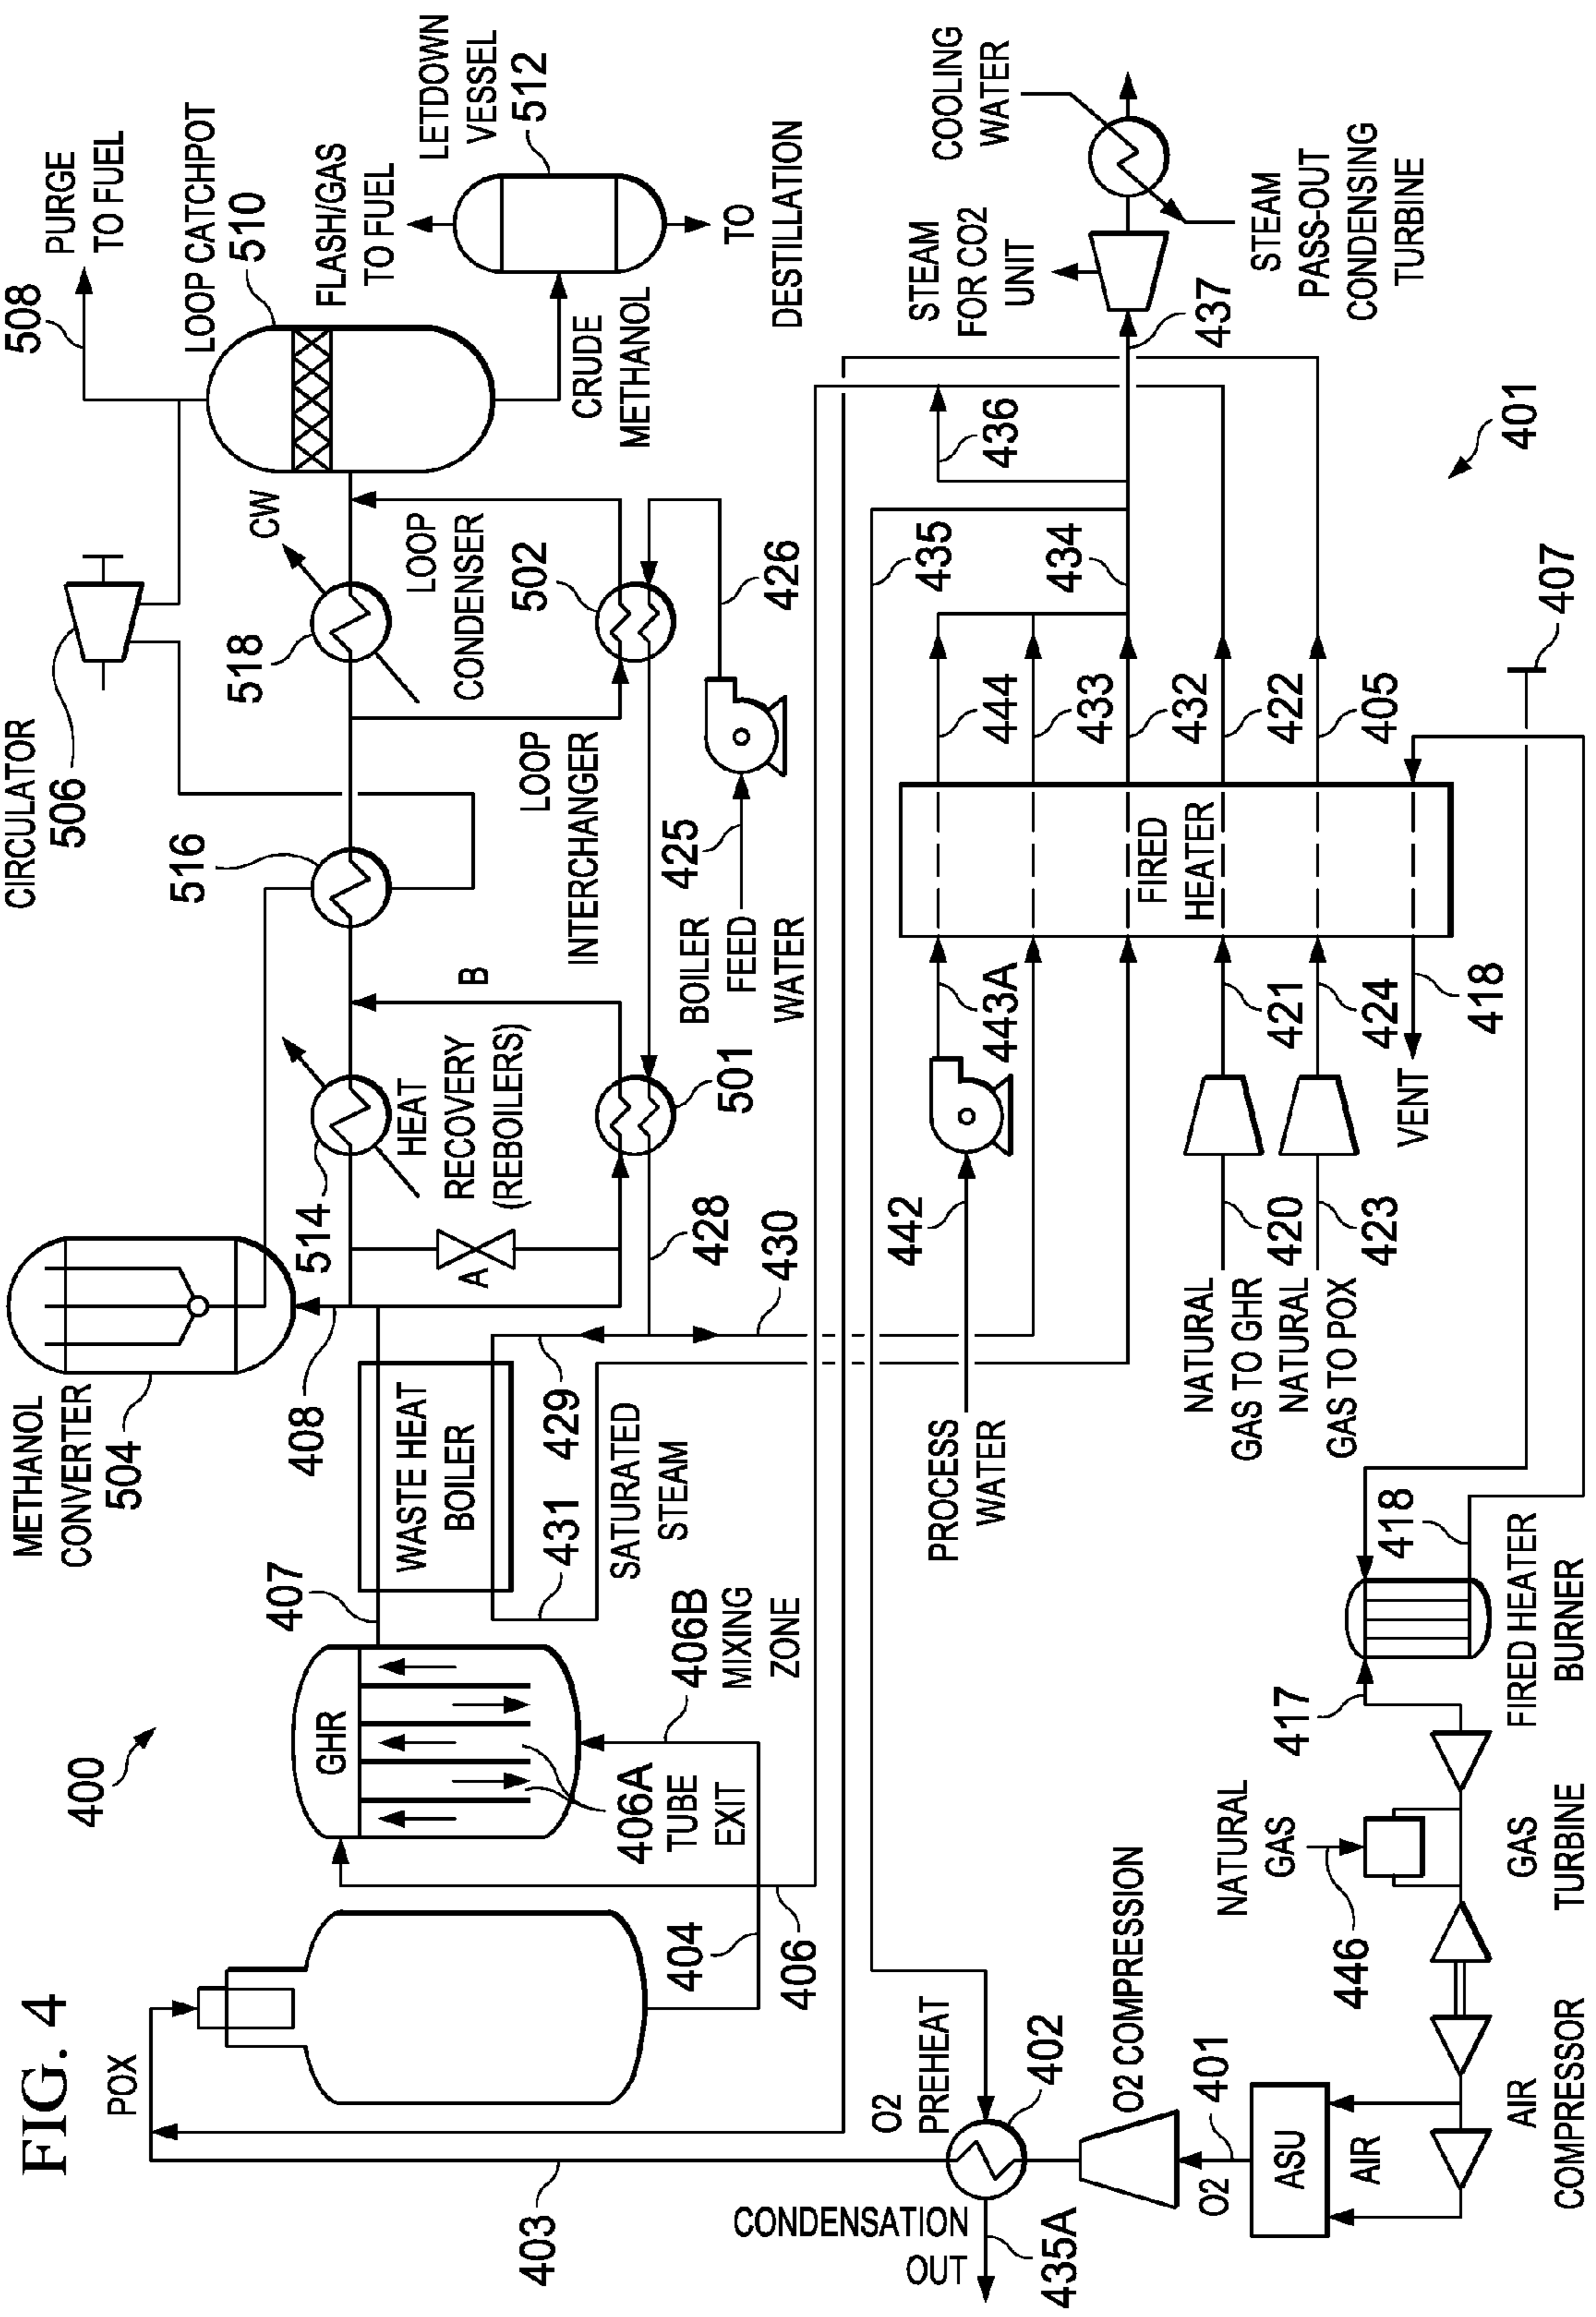 FIG. 4
400
POX
METHANOL
CONVERTER
504
CIRCULATOR
506
508
PURGE
TO FUEL
LOOP CATCHPOT
510
FLASH/GAS
TO FUEL
LETDOWN
VESSEL
512
CRUDE
METHANOL
TO
DESTILLATION
GHR
406A
TUBE
EXIT
406B
MIXING
ZONE
407
WASTE HEAT
BOILER
408
514
HEAT
RECOVERY
(REBOILERS)
A
B
516
518
CW
LOOP
CONDENSER
LOOP
INTERCHANGER
502
501
BOILER
FEED
WATER
425
426
428
429
430
431
SATURATED
STEAM
403
404
406
O2
PREHEAT
402
CONDENSATION
OUT
435A
O2 COMPRESSION
401
O2
ASU
AIR
AIR
COMPRESSOR
NATURAL
GAS
446
GAS
TURBINE
417
FIRED HEATER
BURNER
418
PROCESS
WATER
442
443A
NATURAL
GAS TO GHR
420
421
NATURAL
GAS TO POX
423
424
VENT
418
FIRED
HEATER
444
433
432
422
405
407
435
434
436
437
STEAM
FOR CO2
UNIT
COOLING
WATER
STEAM
PASS-OUT
CONDENSING
TURBINE
401